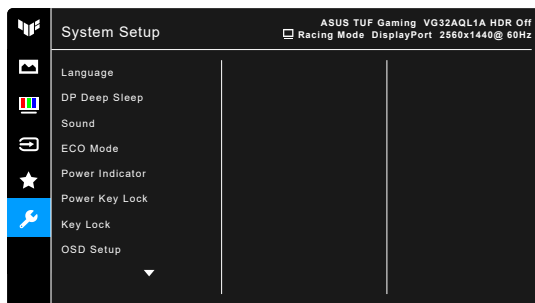 System Setup
ASUS TUF Gaming VG32AQL1A HDR Off
Racing Mode DisplayPort 2560x1440@ 60Hz
Language
DP Deep Sleep
Sound
ECO Mode
Power Indicator
Power Key Lock
Key Lock
OSD Setup